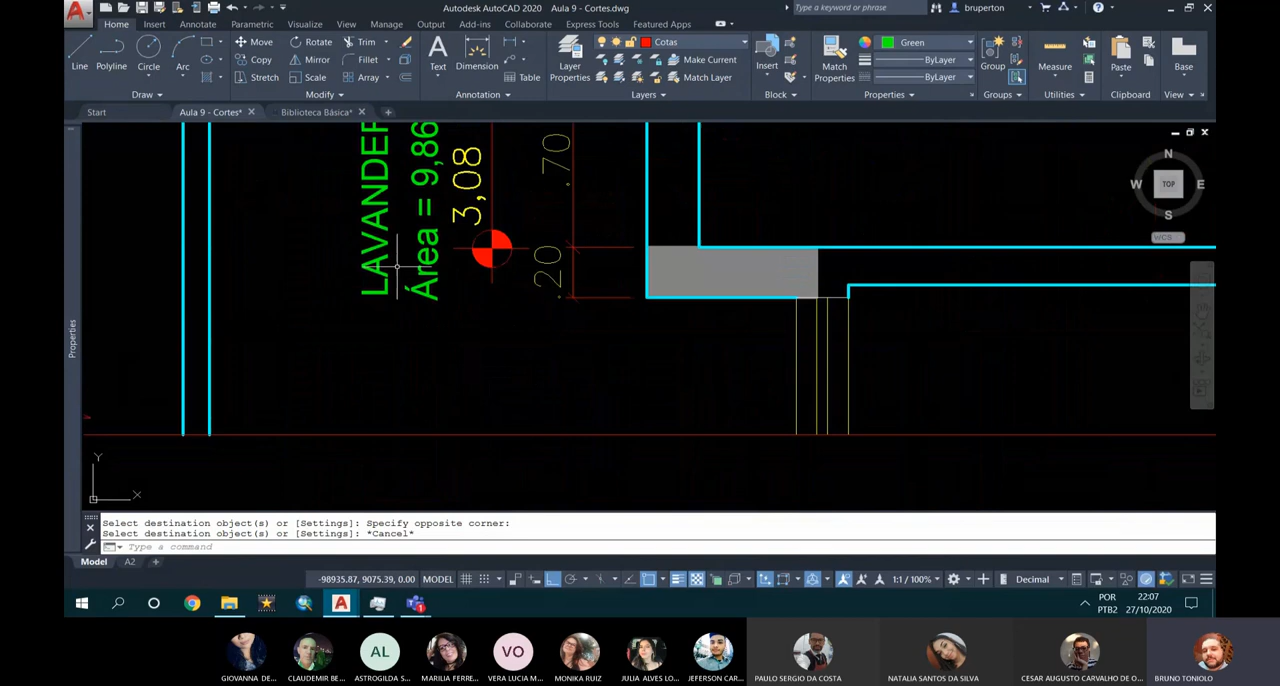 Autodesk AutoCAD 2020 Aula 9 - Cortes.dwg
Type a keyword or phrase
bruperton
Home Insert Annotate Parametric View Manage Output Add-ins Collaborate Express Tools Featured Apps
Line Polyline Circle Arc
Move Rotate Trim
Copy Mirror Fillet
Stretch Scale Array
Text Dimension Table
Layer Properties
Cotas
Make Current
Match Layer
Insert
Match Properties
Green
ByLayer
ByLayer
Group
Measure
Paste
Base
Draw Modify Annotation Layers Block Properties Groups Utilities Clipboard View
Start Aula 9 - Cortes* Biblioteca Básica*
Properties
LAVANDER
Área = 9,86
3,08
.70
.20
N
W TOP E
S
WCS
Y
X
Select destination object(s) or [Settings]: Specify opposite corner:
Select destination object(s) or [Settings]: *Cancel*
Type a command
Model A2
-98935.87, 9075.39, 0.00 MODEL 1:1 / 100% Decimal
POR
PTB2
22:07
27/10/2020
AL VO
GIOVANNA DE... CLAUDEMIR BE... ASTROGILDA S... MARILIA FERRE... VERA LUCIA M... MONIKA RUIZ JULIA ALVES LO... JEFERSON CAR... PAULO SERGIO DA COSTA NATALIA SANTOS DA SILVA CESAR AUGUSTO CARVALHO DE O... BRUNO TONIOLO